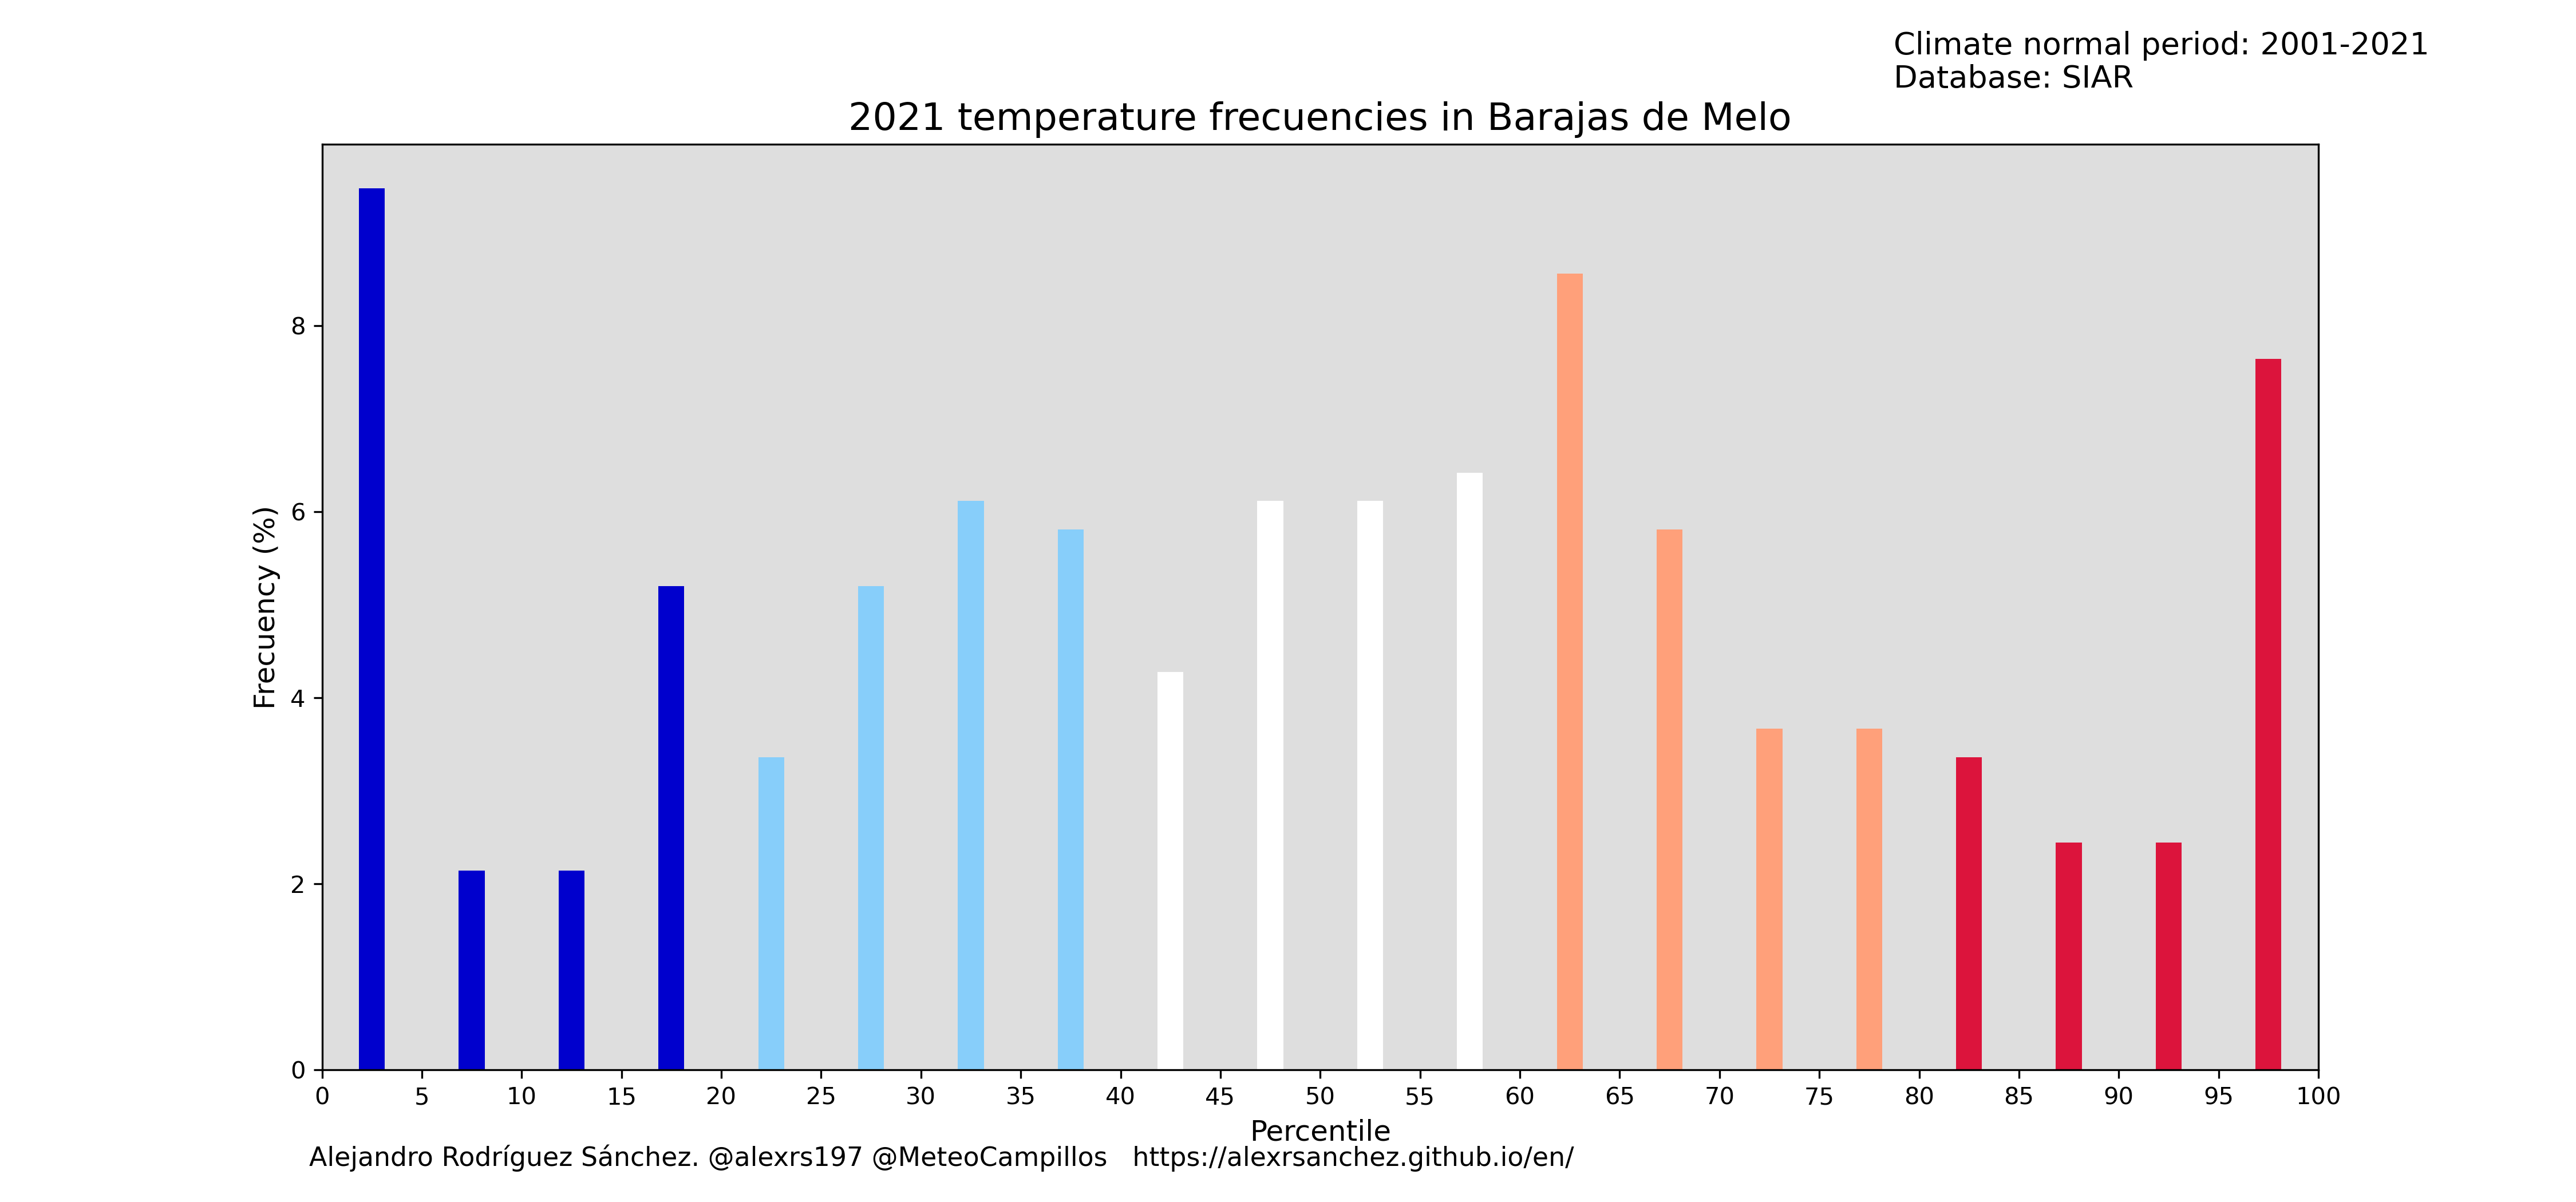 Climate normal period: 2001-2021
Database: SIAR
2021 temperature frecuencies in Barajas de Melo
Frecuency (%)
8
6
4
2
0
0 5 10 15 20 25 30 35 40 45 50 55 60 65 70 75 80 85 90 95 100
Percentile
Alejandro Rodríguez Sánchez. @alexrs197 @MeteoCampillos https://alexrsanchez.github.io/en/